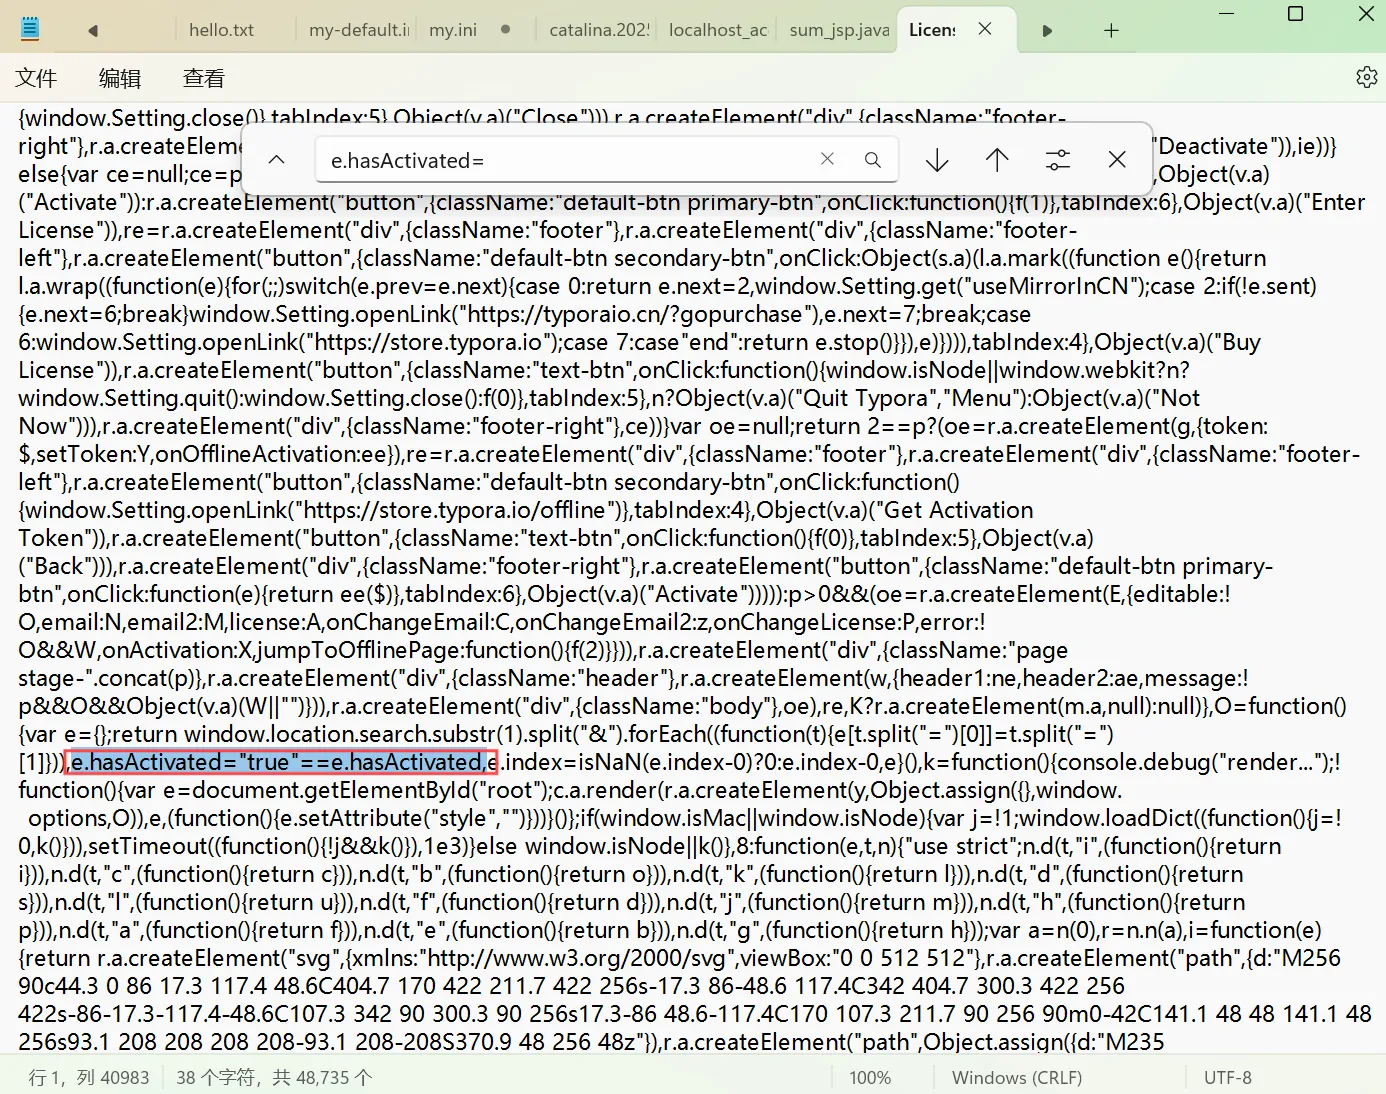 hello.txt my-default.i my.ini catalina.202 localhost_ac sum_jsp.java Licens
文件 编辑 查看
{window.Setting.close()},tabIndex:5},Object(v.a)("Close"))),r.a.createElement("div",{className:"footer-
e.hasActivated=
right"},r.a.createEleme "Deactivate")),ie))}
else{var ce=null;ce=p ,Object(v.a)
("Activate")):r.a.createElement("button",{className:"default-btn primary-btn",onClick:function(){f(1)},tabIndex:6},Object(v.a)("Enter
License")),re=r.a.createElement("div",{className:"footer"},r.a.createElement("div",{className:"footer-
left"},r.a.createElement("button",{className:"default-btn secondary-btn",onClick:Object(s.a)(l.a.mark((function e(){return
l.a.wrap((function(e){for(;;)switch(e.prev=e.next){case 0:return e.next=2,window.Setting.get("useMirrorInCN");case 2:if(!e.sent)
{e.next=6;break}window.Setting.openLink("https://typoraio.cn/?gopurchase"),e.next=7;break;case
6:window.Setting.openLink("https://store.typora.io");case 7:case"end":return e.stop()}}),e)})))),tabIndex:4},Object(v.a)("Buy
License")),r.a.createElement("button",{className:"text-btn",onClick:function(){window.isNode||window.webkit?n?
window.Setting.quit():window.Setting.close():f(0)},tabIndex:5},n?Object(v.a)("Quit Typora","Menu"):Object(v.a)("Not
Now"))),r.a.createElement("div",{className:"footer-right"},ce))}var oe=null;return 2==p?(oe=r.a.createElement(g,{token:
$,setToken:Y,onOfflineActivation:ee}),re=r.a.createElement("div",{className:"footer"},r.a.createElement("div",{className:"footer-
left"},r.a.createElement("button",{className:"default-btn secondary-btn",onClick:function()
{window.Setting.openLink("https://store.typora.io/offline")},tabIndex:4},Object(v.a)("Get Activation
Token")),r.a.createElement("button",{className:"text-btn",onClick:function(){f(0)},tabIndex:5},Object(v.a)
("Back"))),r.a.createElement("div",{className:"footer-right"},r.a.createElement("button",{className:"default-btn primary-
btn",onClick:function(e){return ee($)},tabIndex:6},Object(v.a)("Activate"))))):p>0&&(oe=r.a.createElement(E,{editable:!
O,email:N,email2:M,license:A,onChangeEmail:C,onChangeEmail2:z,onChangeLicense:P,error:!
O&&W,onActivation:X,jumpToOfflinePage:function(){f(2)}})),r.a.createElement("div",{className:"page
stage-".concat(p)},r.a.createElement("div",{className:"header"},r.a.createElement(w,{header1:ne,header2:ae,message:!
p&&O&&Object(v.a)(W||"")})),r.a.createElement("div",{className:"body"},oe),re,K?r.a.createElement(m.a,null):null)},O=function()
{var e={};return window.location.search.substr(1).split("&").forEach((function(t){e[t.split("=")[0]]=t.split("=")
[1]})),e.hasActivated="true"==e.hasActivated,e.index=isNaN(e.index-0)?0:e.index-0,e}(),k=function(){console.debug("render...");!
function(){var e=document.getElementById("root");c.a.render(r.a.createElement(y,Object.assign({},window.
_options,O)),e,(function(){e.setAttribute("style","")}))}()};if(window.isMac||window.isNode){var j=!1;window.loadDict((function(){j=!
0,k()})),setTimeout((function(){!j&&k()}),1e3)}else window.isNode||k()},8:function(e,t,n){"use strict";n.d(t,"i",(function(){return
i})),n.d(t,"c",(function(){return c})),n.d(t,"b",(function(){return o})),n.d(t,"k",(function(){return l})),n.d(t,"d",(function(){return
s})),n.d(t,"l",(function(){return u})),n.d(t,"f",(function(){return d})),n.d(t,"j",(function(){return m})),n.d(t,"h",(function(){return
p})),n.d(t,"a",(function(){return f})),n.d(t,"e",(function(){return b})),n.d(t,"g",(function(){return h}));var a=n(0),r=n.n(a),i=function(e)
{return r.a.createElement("svg",{xmlns:"http://www.w3.org/2000/svg",viewBox:"0 0 512 512"},r.a.createElement("path",{d:"M256
90c44.3 0 86 17.3 117.4 48.6C404.7 170 422 211.7 422 256s-17.3 86-48.6 117.4C342 404.7 300.3 422 256
422s-86-17.3-117.4-48.6C107.3 342 90 300.3 90 256s17.3-86 48.6-117.4C170 107.3 211.7 90 256 90m0-42C141.1 48 48 141.1 48
256s93.1 208 208 208 208-93.1 208-208S370.9 48 256 48z"}),r.a.createElement("path",Object.assign({d:"M235
行 1，列 40983 38 个字符，共 48,735 个 100% Windows (CRLF) UTF-8